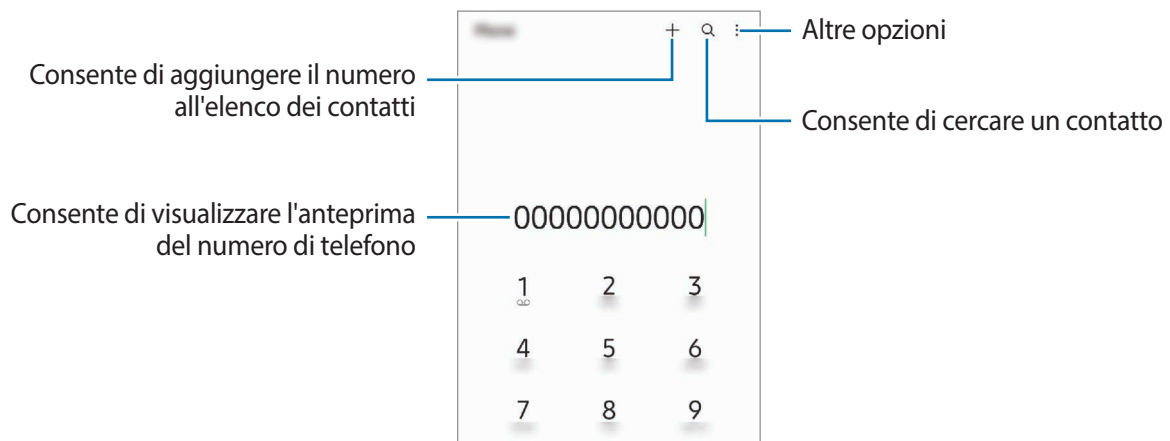 Altre opzioni
Consente di aggiungere il numero
all'elenco dei contatti
Consente di cercare un contatto
Consente di visualizzare l'anteprima
del numero di telefono
00000000000
1 2 3
4 5 6
7 8 9